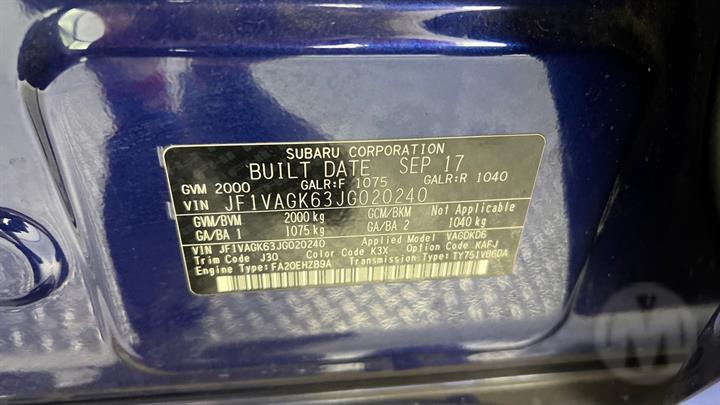 SUBARU CORPORATION
BUILT DATE SEP 17
GVM 2000 GALR:F 1075 GALR:R 1040
VIN JF1VAGK63JG020240
GVM/BVM 2000 kg GCM/BKM Not Applicable
GA/BA 1 1075 kg GA/BA 2 1040 kg
VIN JF1VAGK63JG020240 Applied Model VAGDKD6
Trim Code J30 Color Code K3X Option Code KAFJ
Engine Type: FA20EHZB9A Transmission Type: TY751VB6DA
M